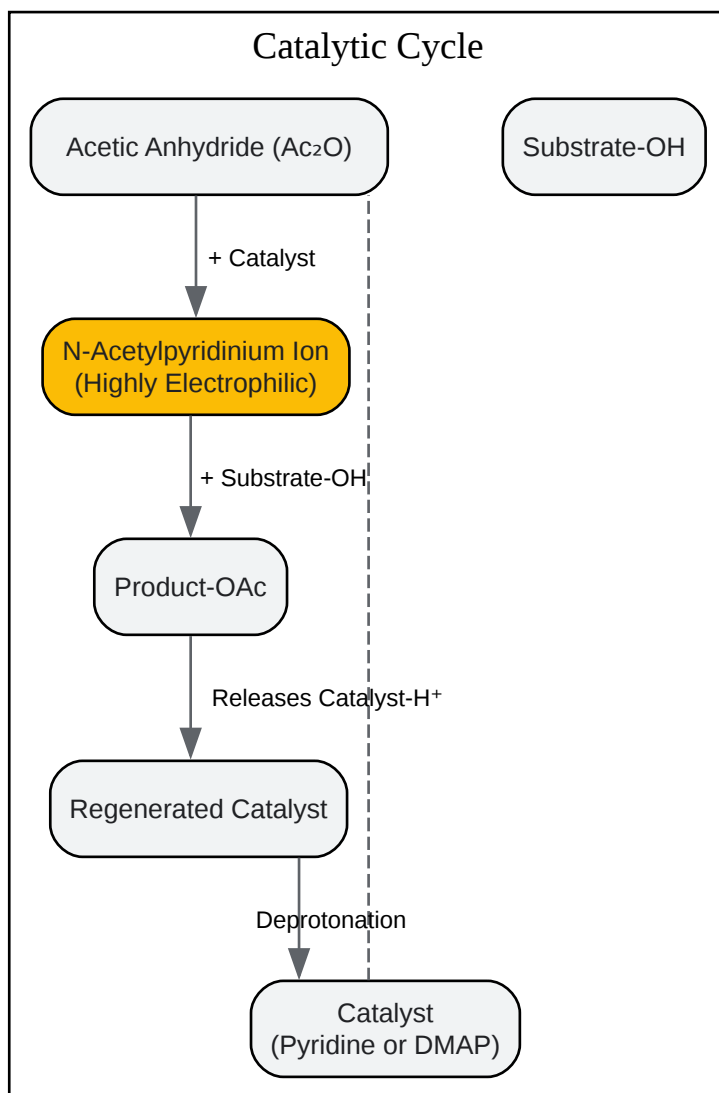 Catalytic Cycle
Acetic Anhydride (Ac₂O)
Substrate-OH
+ Catalyst
N-Acetylpyridinium Ion
(Highly Electrophilic)
+ Substrate-OH
Product-OAc
Releases Catalyst-H⁺
Regenerated Catalyst
Deprotonation
Catalyst
(Pyridine or DMAP)